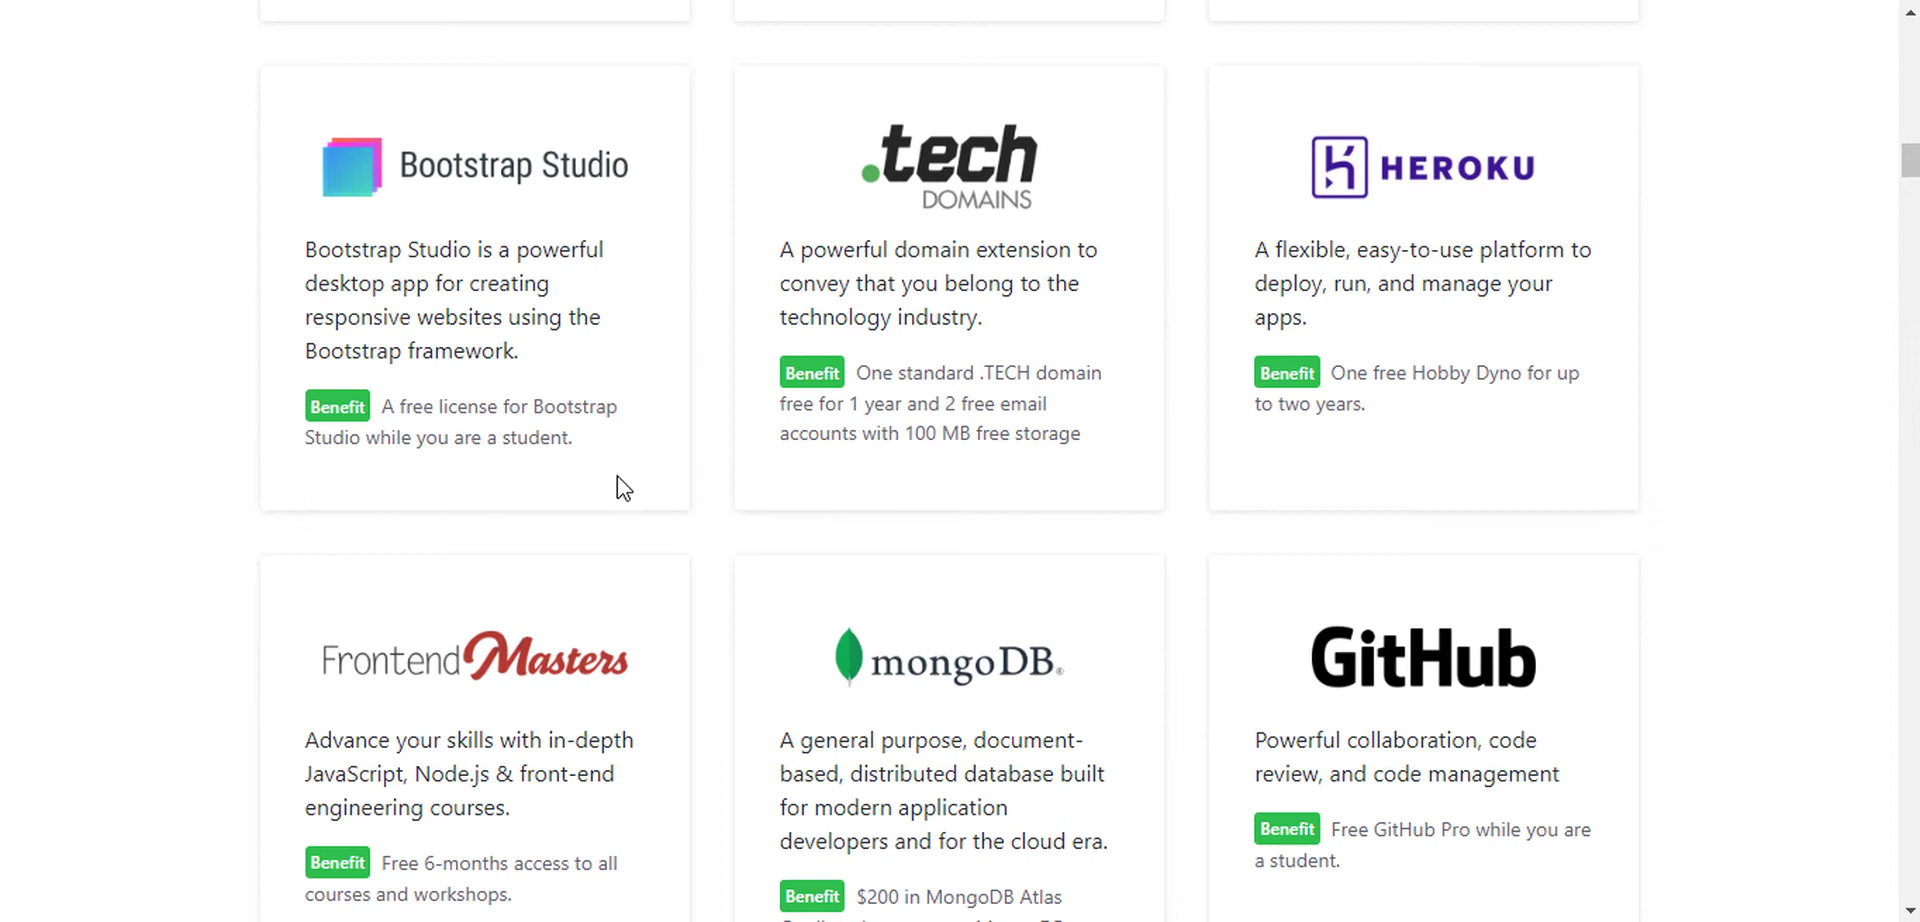 Bootstrap Studio
Bootstrap Studio is a powerful
desktop app for creating
responsive websites using the
Bootstrap framework.
Benefit A free license for Bootstrap
Studio while you are a student.
.tech
DOMAINS
A powerful domain extension to
convey that you belong to the
technology industry.
Benefit One standard .TECH domain
free for 1 year and 2 free email
accounts with 100 MB free storage
HEROKU
A flexible, easy-to-use platform to
deploy, run, and manage your
apps.
Benefit One free Hobby Dyno for up
to two years.
Frontend Masters
Advance your skills with in-depth
JavaScript, Node.js & front-end
engineering courses.
Benefit Free 6-months access to all
courses and workshops.
mongoDB®
A general purpose, document-
based, distributed database built
for modern application
developers and for the cloud era.
Benefit $200 in MongoDB Atlas
GitHub
Powerful collaboration, code
review, and code management
Benefit Free GitHub Pro while you are
a student.